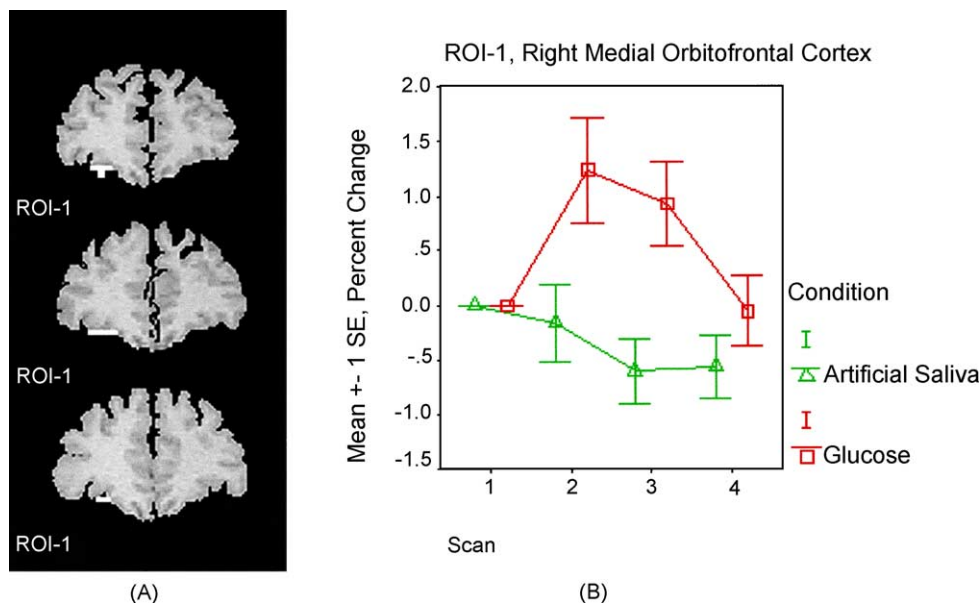 ROI-1
ROI-1
ROI-1
(A)
ROI-1, Right Medial Orbitofrontal Cortex
Mean +- 1 SE, Percent Change
2.0
1.5
1.0
.5
0.0
-.5
-1.0
-1.5
1 2 3 4
Scan
Condition
Artificial Saliva
Glucose
(B)